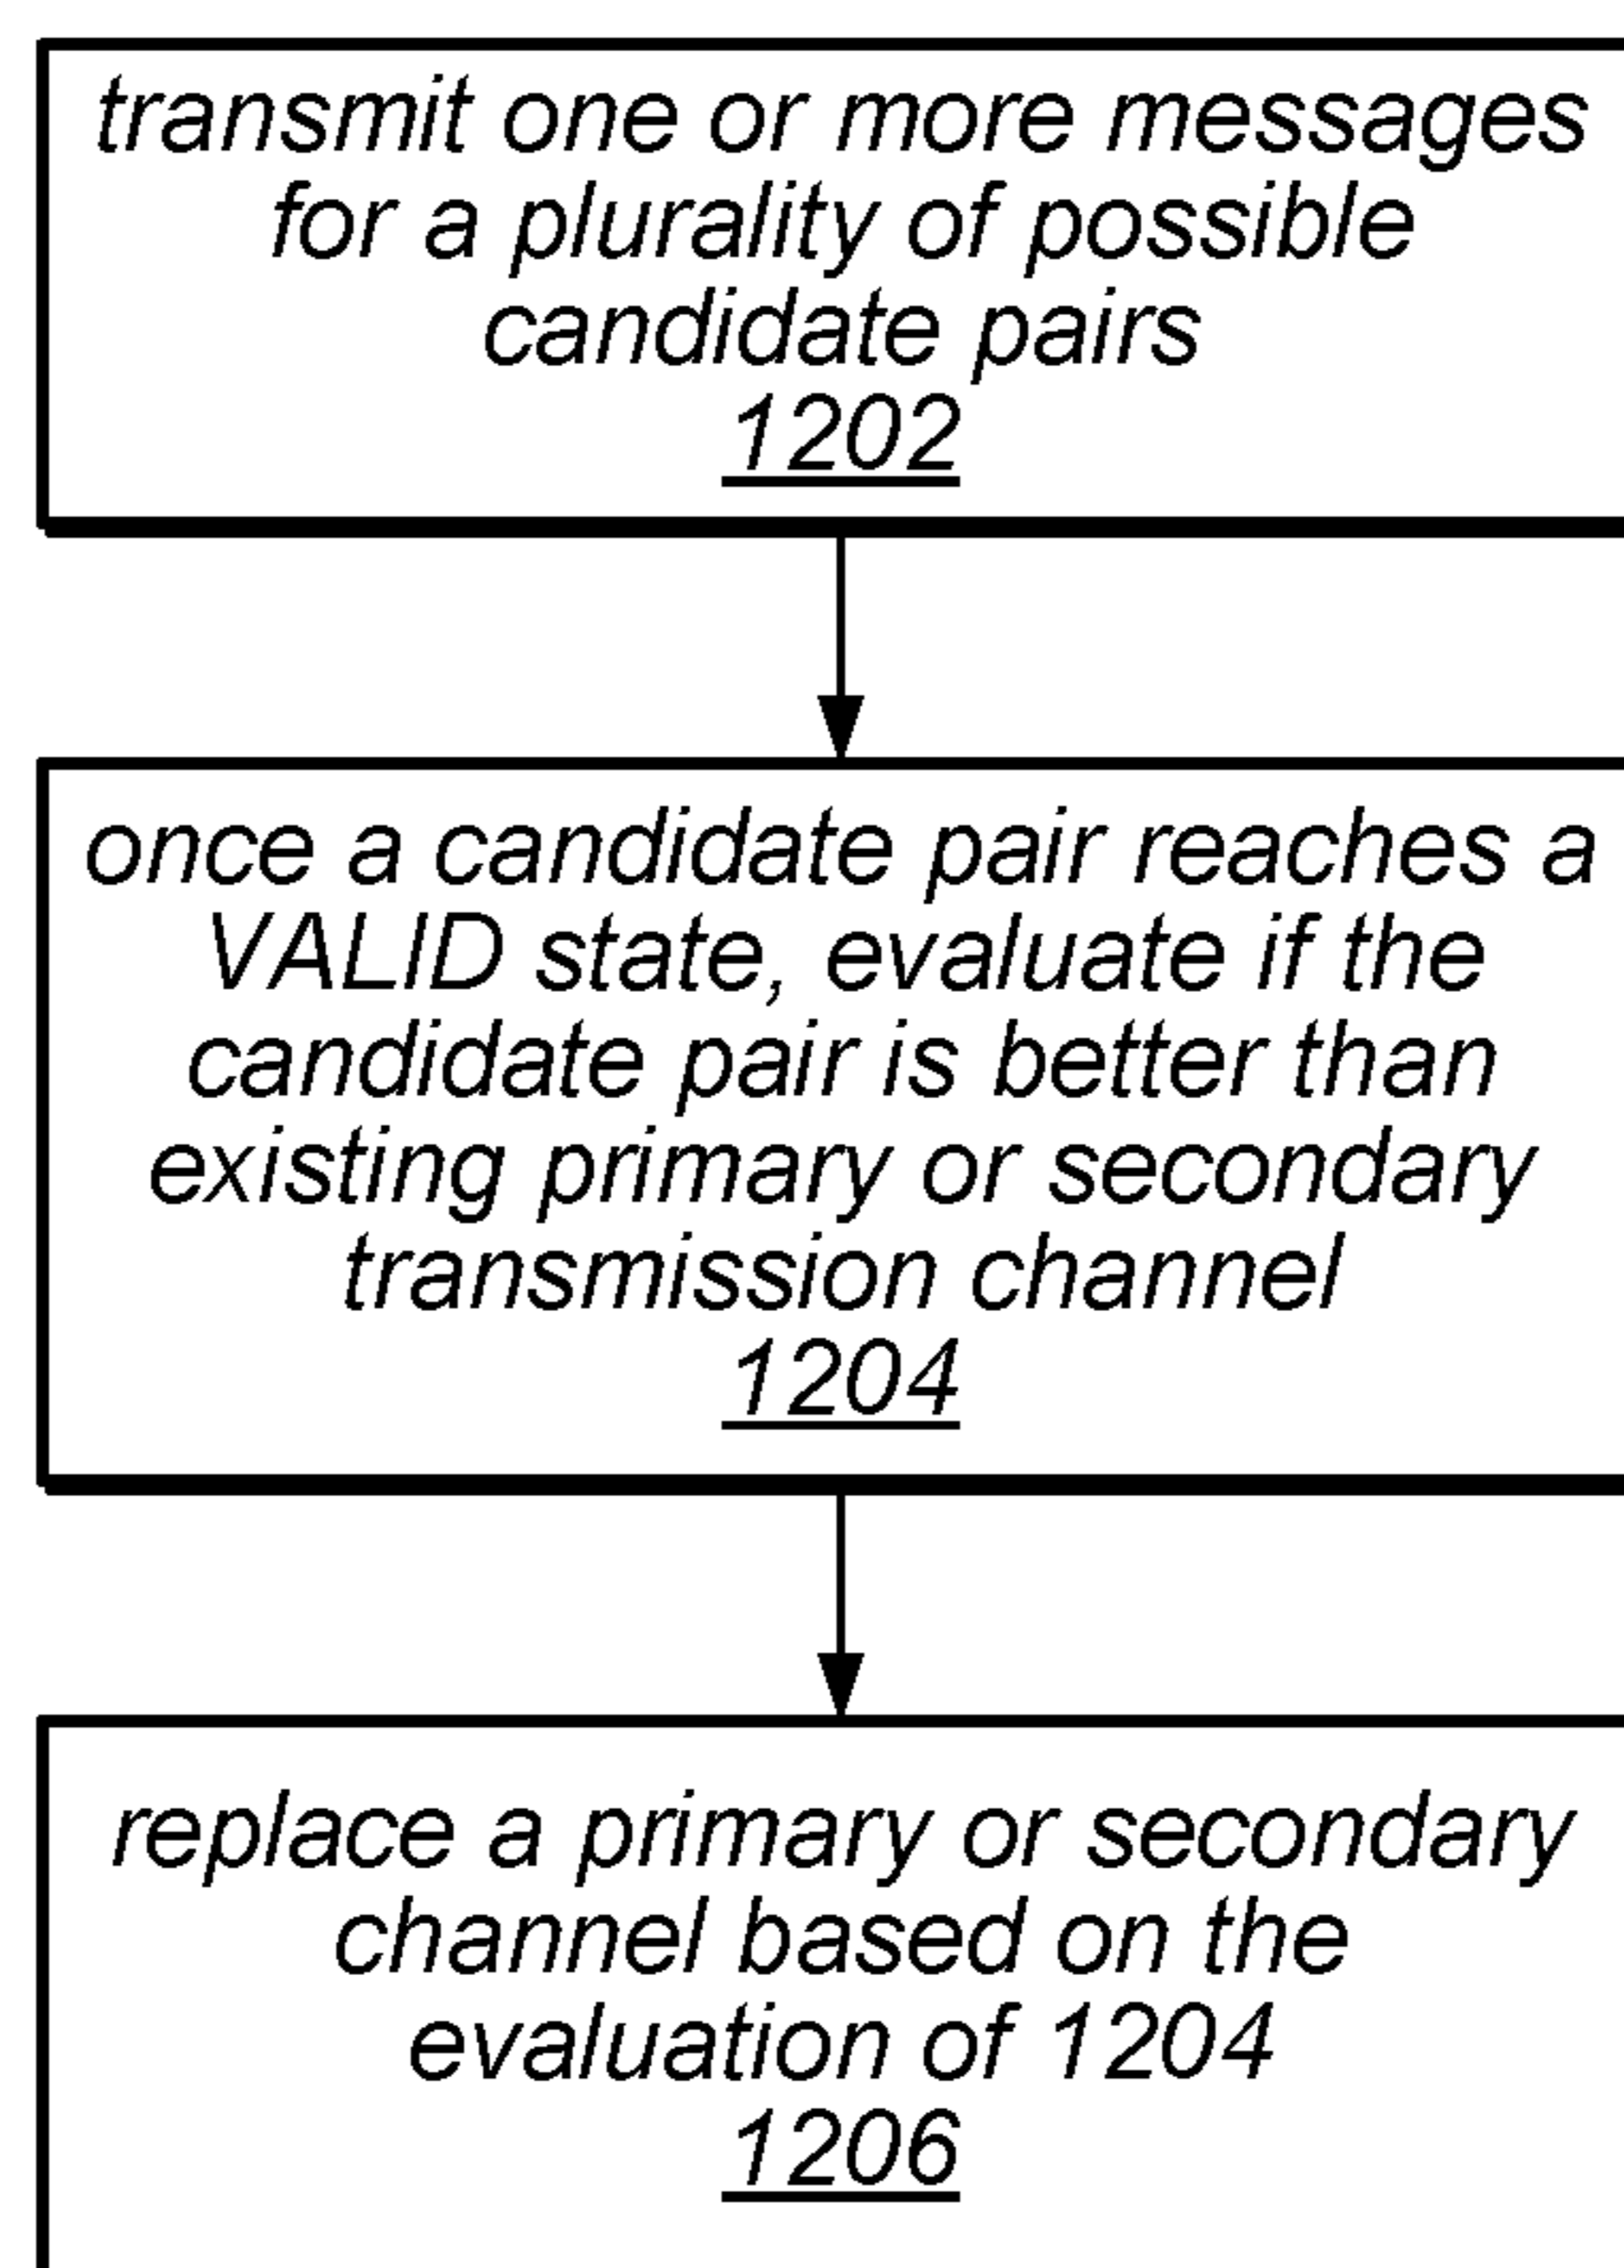 transmit one or more messages
for a plurality of possible
candidate pairs
1202
once a candidate pair reaches a
VALID state, evaluate if the
candidate pair is better than
existing primary or secondary
transmission channel
1204
replace a primary or secondary
channel based on the
evaluation of 1204
1206